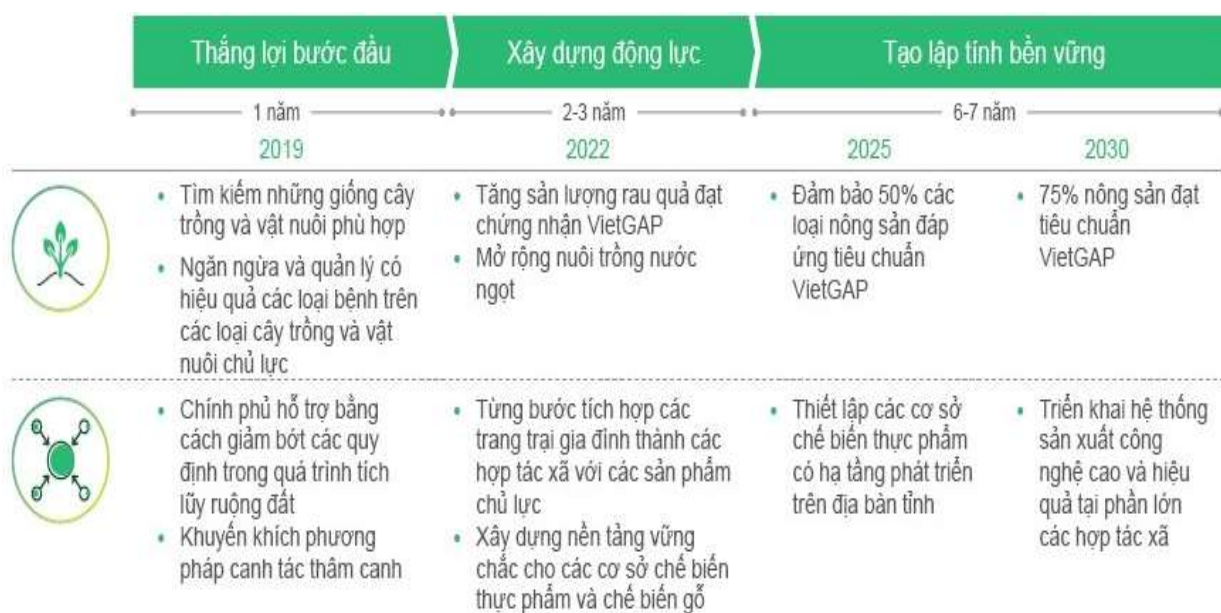 Thắng lợi bước đầu
Xây dựng động lực
Tạo lập tính bền vững
1 năm
2-3 năm
6-7 năm
2019
2022
2025
2030
• Tìm kiếm những giống cây
trồng và vật nuôi phù hợp
• Ngăn ngừa và quản lý có
hiệu quả các loại bệnh trên
các loại cây trồng và vật
nuôi chủ lực
• Tăng sản lượng rau quả đạt
chứng nhận VietGAP
• Mở rộng nuôi trồng nước
ngọt
• Đảm bảo 50% các
loại nông sản đáp
ứng tiêu chuẩn
VietGAP
• 75% nông sản đạt
tiêu chuẩn
VietGAP
• Chính phủ hỗ trợ bằng
cách giảm bớt các quy
định trong quá trình tích
lũy ruộng đất
• Khuyến khích phương
pháp canh tác thâm canh
• Từng bước tích hợp các
trang trại gia đình thành các
hợp tác xã với các sản phẩm
chủ lực
• Xây dựng nền tảng vững
chắc cho các cơ sở chế biến
thực phẩm và chế biến gỗ
• Thiết lập các cơ sở
chế biến thực phẩm
có hạ tầng phát triển
trên địa bàn tỉnh
• Triển khai hệ thống
sản xuất công
nghệ cao và hiệu
quả tại phần lớn
các hợp tác xã